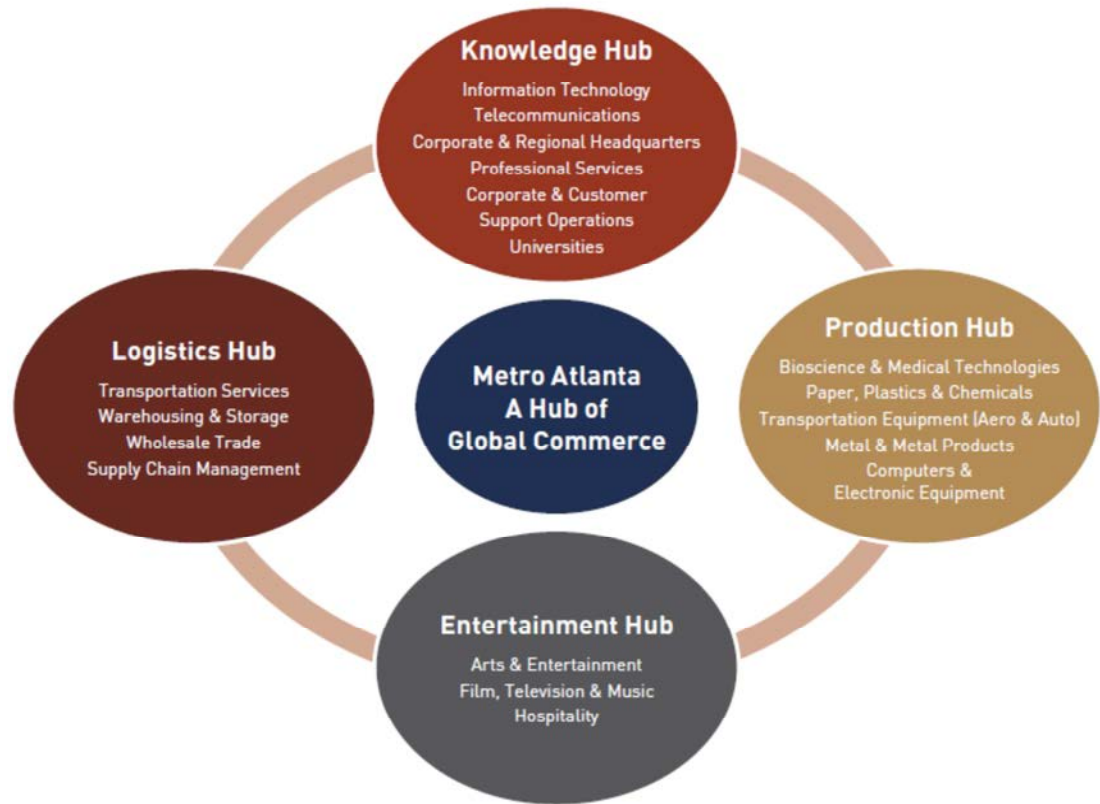 Knowledge Hub
Information Technology
Telecommunications
Corporate & Regional Headquarters
Professional Services
Corporate & Customer
Support Operations
Universities
Logistics Hub
Transportation Services
Warehousing & Storage
Wholesale Trade
Supply Chain Management
Metro Atlanta
A Hub of
Global Commerce
Production Hub
Bioscience & Medical Technologies
Paper, Plastics & Chemicals
Transportation Equipment (Aero & Auto)
Metal & Metal Products
Computers &
Electronic Equipment
Entertainment Hub
Arts & Entertainment
Film, Television & Music
Hospitality